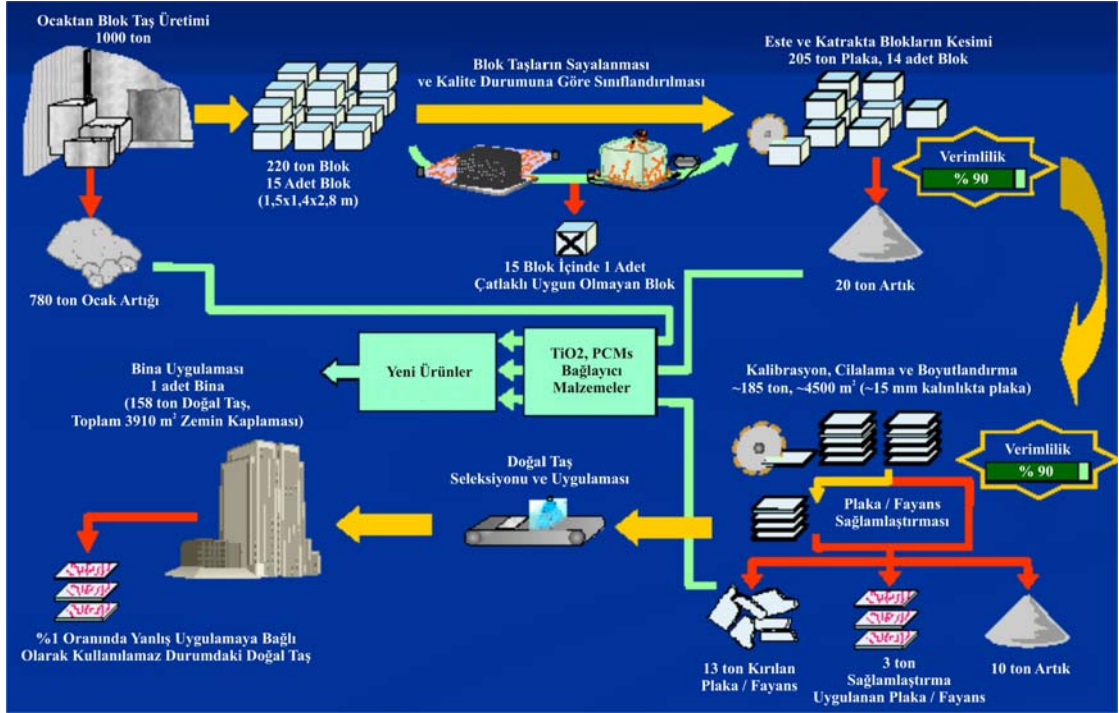 Ocaktan Blok Taş Üretimi
1000 ton
220 ton Blok
15 Adet Blok
(1,5x1,4x2,8 m)
Blok Taşların Sayalanması
ve Kalite Durumuna Göre Sınıflandırılması
15 Blok İçinde 1 Adet
Çatlaklı Uygun Olmayan Blok
Este ve Katrakta Blokların Kesimi
205 ton Plaka, 14 adet Blok
Verimlilik
% 90
20 ton Artık
780 ton Ocak Artığı
Yeni Ürünler
TiO2, PCMs
Bağlayıcı
Malzemeler
Kalibrasyon, Cilalama ve Boyutlandırma
~185 ton, ~4500 m² (~15 mm kalınlıkta plaka)
Verimlilik
% 90
Plaka / Fayans
Sağlamlaştırması
Bina Uygulaması
1 adet Bina
(158 ton Doğal Taş,
Toplam 3910 m² Zemin Kaplaması)
Doğal Taş
Seleksiyonu ve Uygulaması
%1 Oranında Yanlış Uygulamaya Bağlı
Olarak Kullanılamaz Durumdaki Doğal Taş
13 ton Kırılan
Plaka / Fayans
3 ton
Sağlamlaştırma
Uygulanan Plaka / Fayans
10 ton Artık